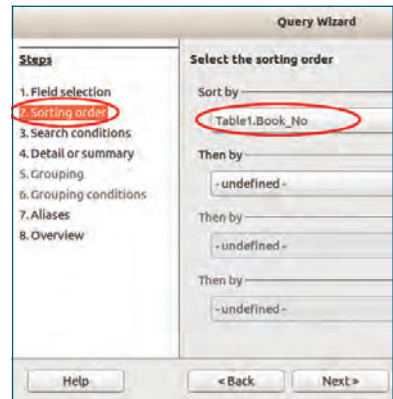 Query Wizard
Steps
1. Field selection
2. Sorting order
3. Search conditions
4. Detail or summary
5. Grouping
6. Grouping conditions
7. Aliases
8. Overview
Select the sorting order
Sort by
Table1.Book_No
Then by
- undefined -
Then by
- undefined -
Then by
- undefined -
Help
< Back
Next >